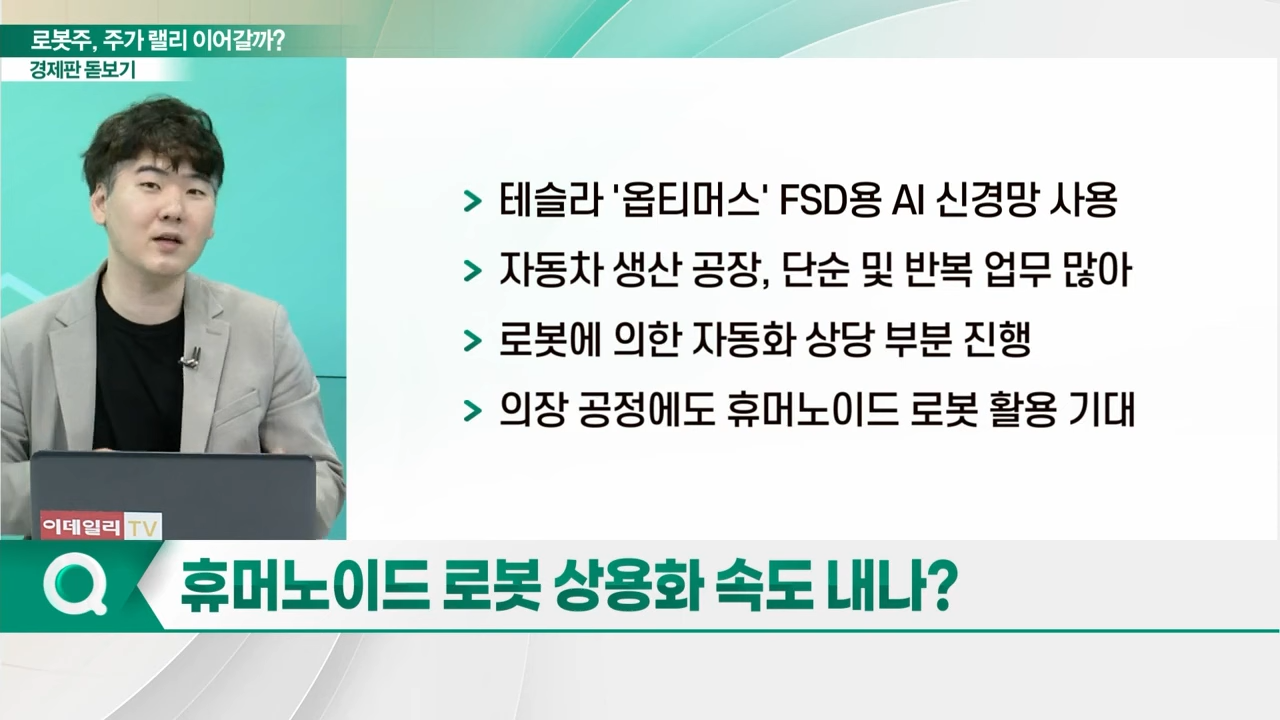 로봇주, 주가 랠리 이어갈까?
경제판 돋보기
> 테슬라 '옵티머스' FSD용 AI 신경망 사용
> 자동차 생산 공장, 단순 및 반복 업무 많아
> 로봇에 의한 자동화 상당 부분 진행
> 의장 공정에도 휴머노이드 로봇 활용 기대
이데일리 TV
Q 휴머노이드 로봇 상용화 속도 내나?